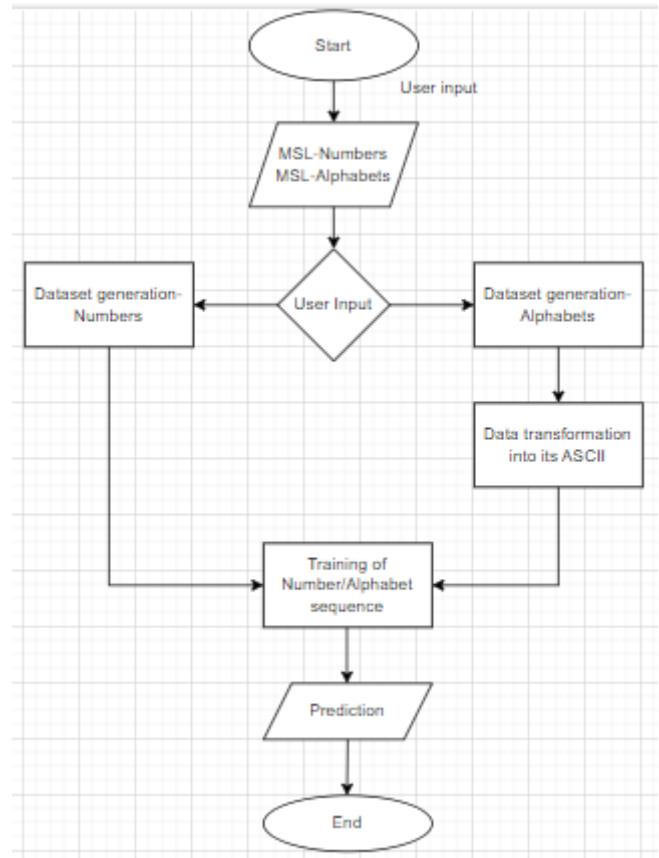 Start
User input
MSL-Numbers
MSL-Alphabets
Dataset generation-
Numbers
User Input
Dataset generation-
Alphabets
Data transformation
into its ASCII
Training of
Number/Alphabet
sequence
Prediction
End